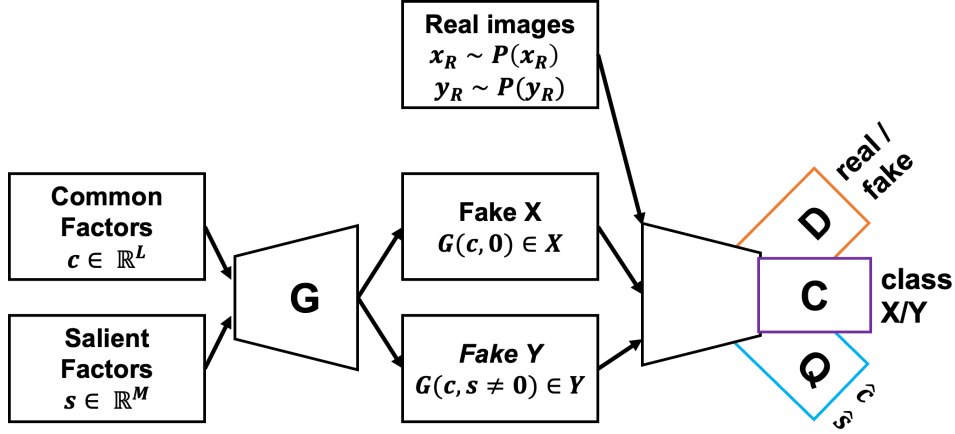 Real images
x_R ~ P(x_R)
y_R ~ P(y_R)
Common
Factors
c ∈ ℝ^L
Salient
Factors
s ∈ ℝ^M
G
Fake X
G(c, 0) ∈ X
Fake Y
G(c, s ≠ 0) ∈ Y
real /
fake
D
C
class
X/Y
Q
ĉ
ŝ